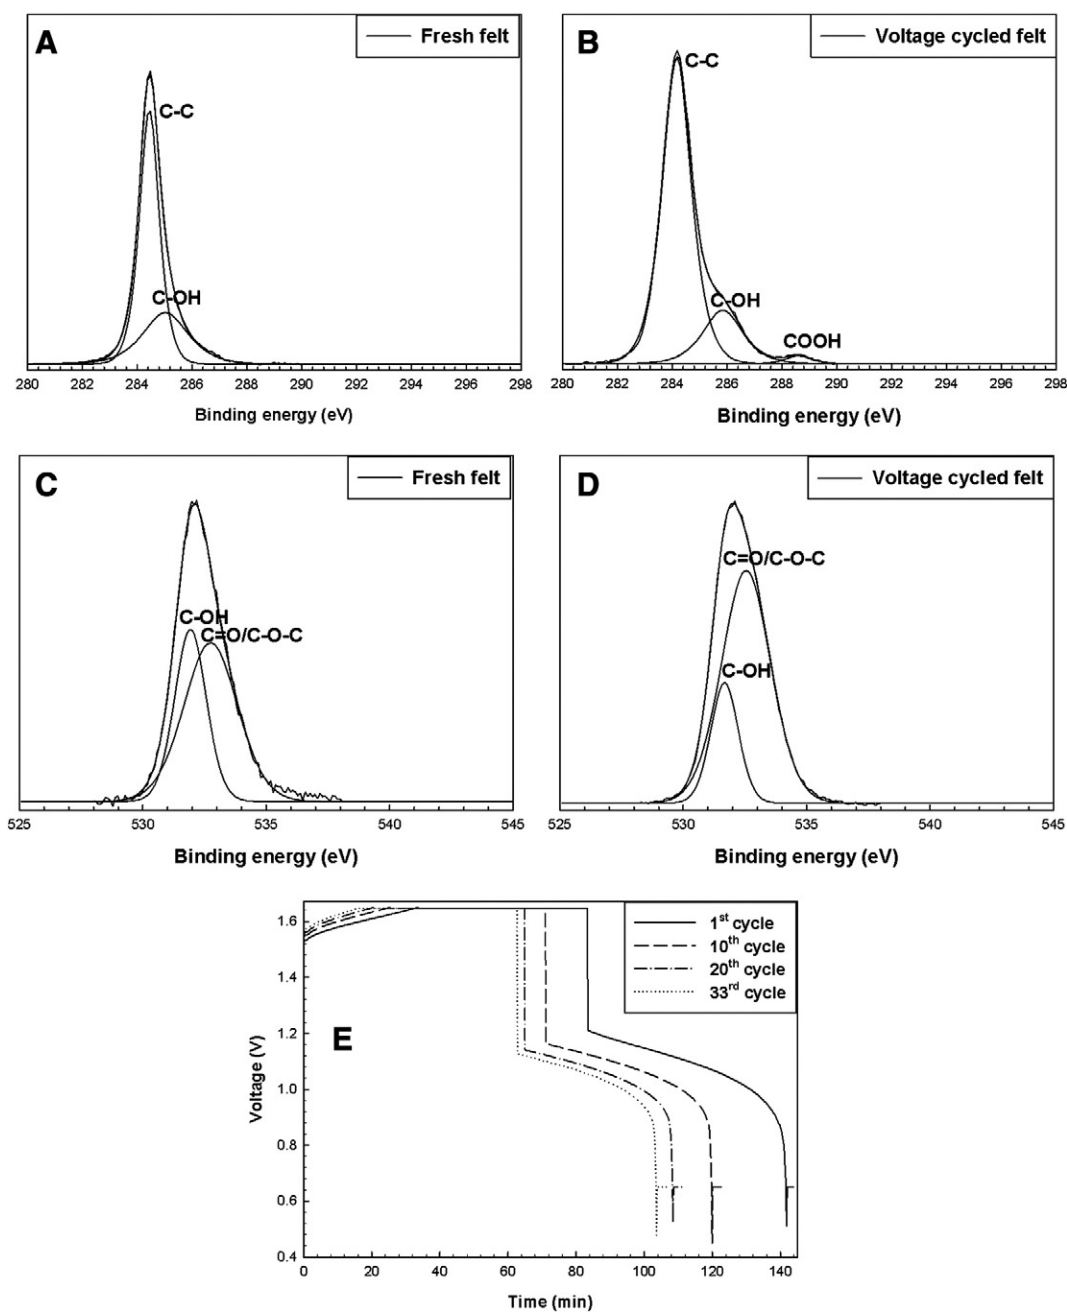 A
Fresh felt
C-C
C-OH
280 282 284 286 288 290 292 294 296 298
Binding energy (eV)
B
Voltage cycled felt
C-C
C-OH
COOH
280 282 284 286 288 290 292 294 296 298
Binding energy (eV)
C
Fresh felt
C-OH
C=O/C-O-C
525 530 535 540 545
Binding energy (eV)
D
Voltage cycled felt
C=O/C-O-C
C-OH
525 530 535 540 545
Binding energy (eV)
E
1st cycle
10th cycle
20th cycle
33rd cycle
Voltage (V)
1.6
1.4
1.2
1.0
0.8
0.6
0.4
0 20 40 60 80 100 120 140
Time (min)